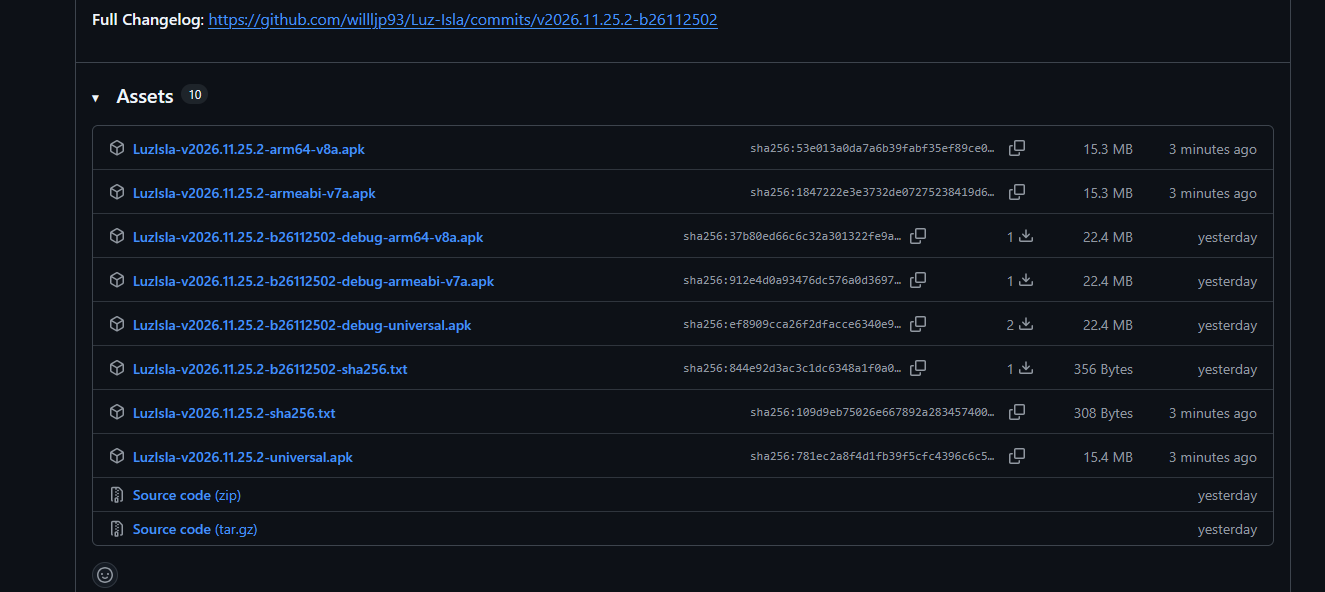 Full Changelog: https://github.com/willljp93/Luz-Isla/commits/v2026.11.25.2-b26112502
Assets 10
LuzIsla-v2026.11.25.2-arm64-v8a.apk sha256:53e013a0da7a6b39fabf35ef89ce0… 15.3 MB 3 minutes ago
LuzIsla-v2026.11.25.2-armeabi-v7a.apk sha256:1847222e3e3732de07275238419d6… 15.3 MB 3 minutes ago
LuzIsla-v2026.11.25.2-b26112502-debug-arm64-v8a.apk sha256:37b80ed66c6c32a301322fe9a… 1 22.4 MB yesterday
LuzIsla-v2026.11.25.2-b26112502-debug-armeabi-v7a.apk sha256:912e4d0a93476dc576a0d3697… 1 22.4 MB yesterday
LuzIsla-v2026.11.25.2-b26112502-debug-universal.apk sha256:ef8909cca26f2dfacce6340e9… 2 22.4 MB yesterday
LuzIsla-v2026.11.25.2-b26112502-sha256.txt sha256:844e92d3ac3c1dc6348a1f0a0… 1 356 Bytes yesterday
LuzIsla-v2026.11.25.2-sha256.txt sha256:109d9eb75026e667892a283457400… 308 Bytes 3 minutes ago
LuzIsla-v2026.11.25.2-universal.apk sha256:781ec2a8f4d1fb39f5cfc4396c6c5… 15.4 MB 3 minutes ago
Source code (zip) yesterday
Source code (tar.gz) yesterday